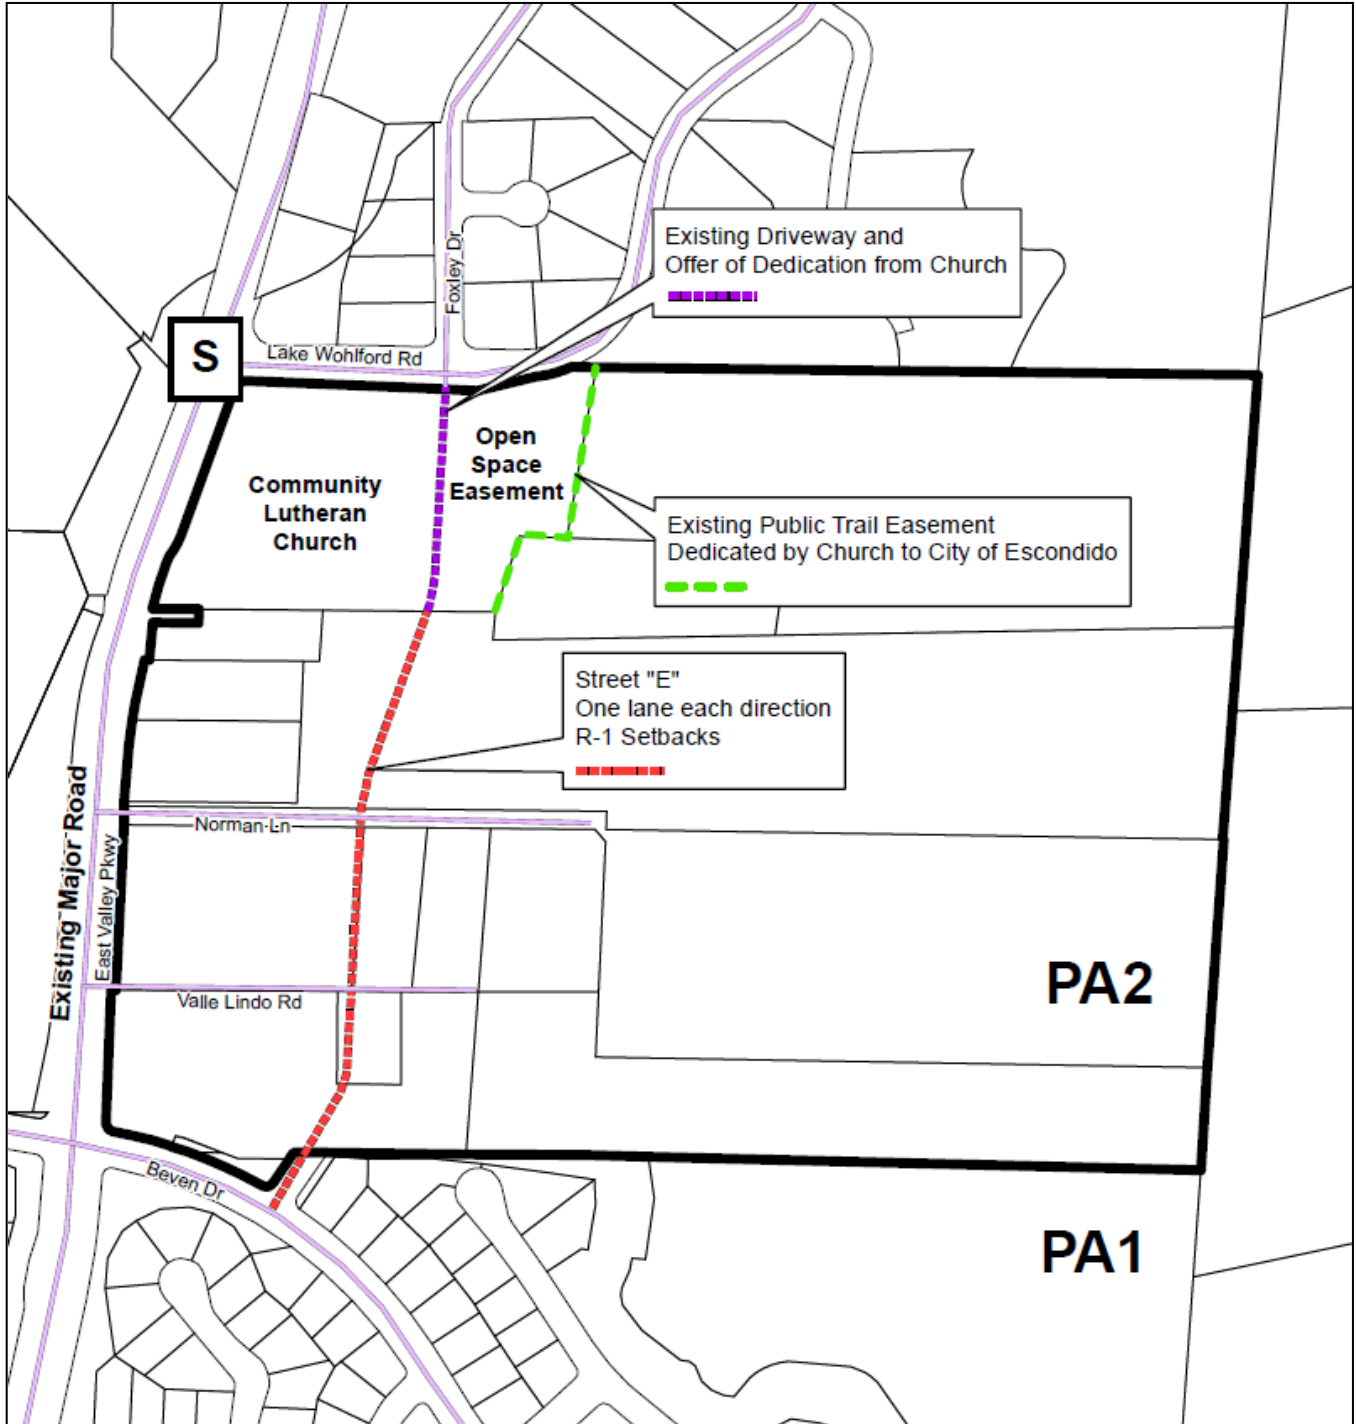 Existing Driveway and
Offer of Dedication from Church
Foxley Dr
S
Lake Wohlford Rd
Open
Space
Easement
Community
Lutheran
Church
Existing Public Trail Easement
Dedicated by Church to City of Escondido
Street "E"
One lane each direction
R-1 Setbacks
Existing Major Road
East Valley Pkwy
Norman Ln
Valle Lindo Rd
PA2
Beven Dr
PA1